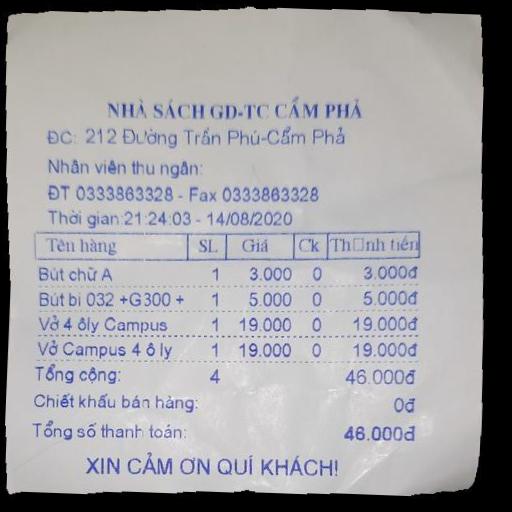 NHÀ SÁCH GD-TC CẨM PHẢ
ĐC: 212 Đường Trần Phú-Cẩm Phả
Nhân viên thu ngân:
ĐT 0333863328 - Fax 0333863328
Thời gian:21:24:03 - 14/08/2020
Tên hàng SL Giá Ck Th□nh tiền
Bút chữ A 1 3.000 0 3.000đ
Bút bi 032 +G300 + 1 5.000 0 5.000đ
Vở 4 ôly Campus 1 19.000 0 19.000đ
Vở Campus 4 ô ly 1 19.000 0 19.000đ
Tổng cộng: 4 46.000đ
Chiết khấu bán hàng: 0đ
Tổng số thanh toán: 46.000đ
XIN CẢM ƠN QUÍ KHÁCH!